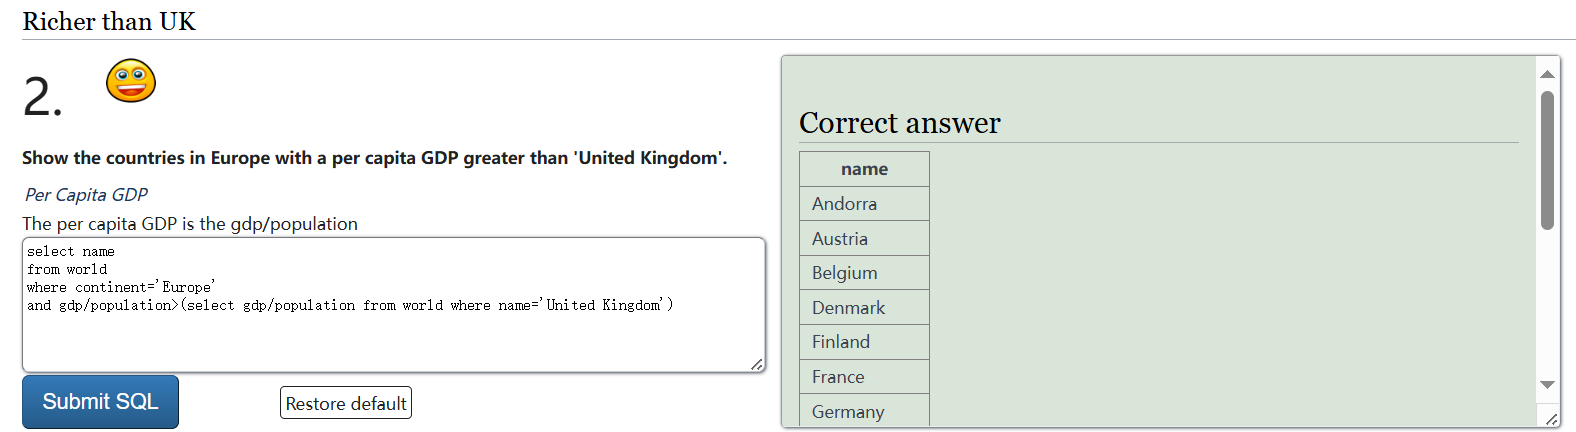 Richer than UK
2.
Show the countries in Europe with a per capita GDP greater than 'United Kingdom'.
Per Capita GDP
The per capita GDP is the gdp/population
select name
from world
where continent='Europe'
and gdp/population>(select gdp/population from world where name='United Kingdom')
Submit SQL
Restore default
Correct answer
name
Andorra
Austria
Belgium
Denmark
Finland
France
Germany